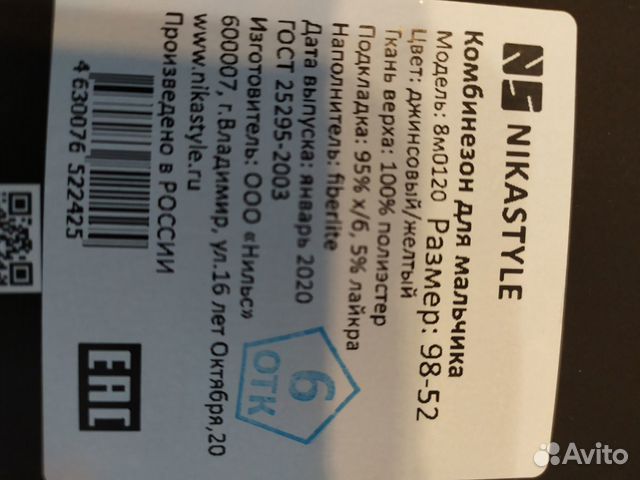 NIKASTYLE
Комбинезон для мальчика
Модель: 8м0120 Размер: 98-52
Цвет: джинсовый/желтый
Ткань верха: 100% полиэстер
Подкладка: 95% х/б, 5% лайкра
Наполнитель: fiberlite
Дата выпуска: январь 2020
ГОСТ 25295-2003
Изготовитель: ООО «Нильс»
600007, г.Владимир, ул.16 лет Октября,20
www.nikastyle.ru
Произведено в РОССИИ
4 630076 522425
6
ОТК
EAC
Avito